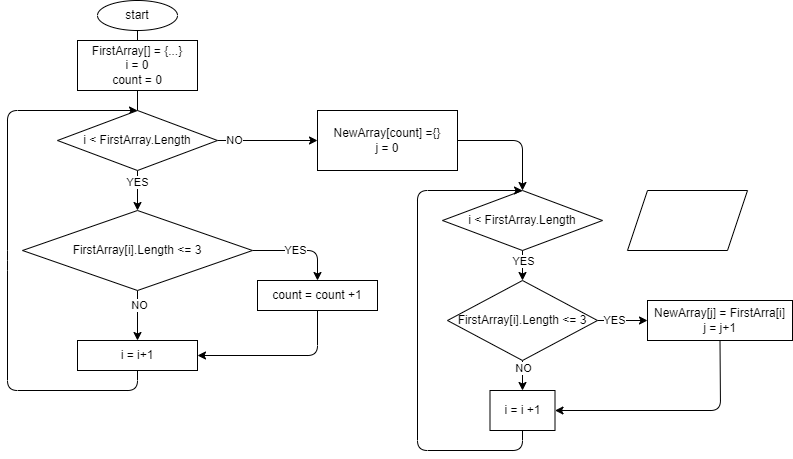 start
FirstArray[] = {...}
i = 0
count = 0
i < FirstArray.Length
NO
NewArray[count] ={}
j = 0
YES
i < FirstArray.Length
FirstArray[i].Length <= 3
YES
YES
count = count +1
FirstArray[i].Length <= 3
YES
NewArray[j] = FirstArra[i]
j = j+1
NO
i = i+1
NO
i = i +1